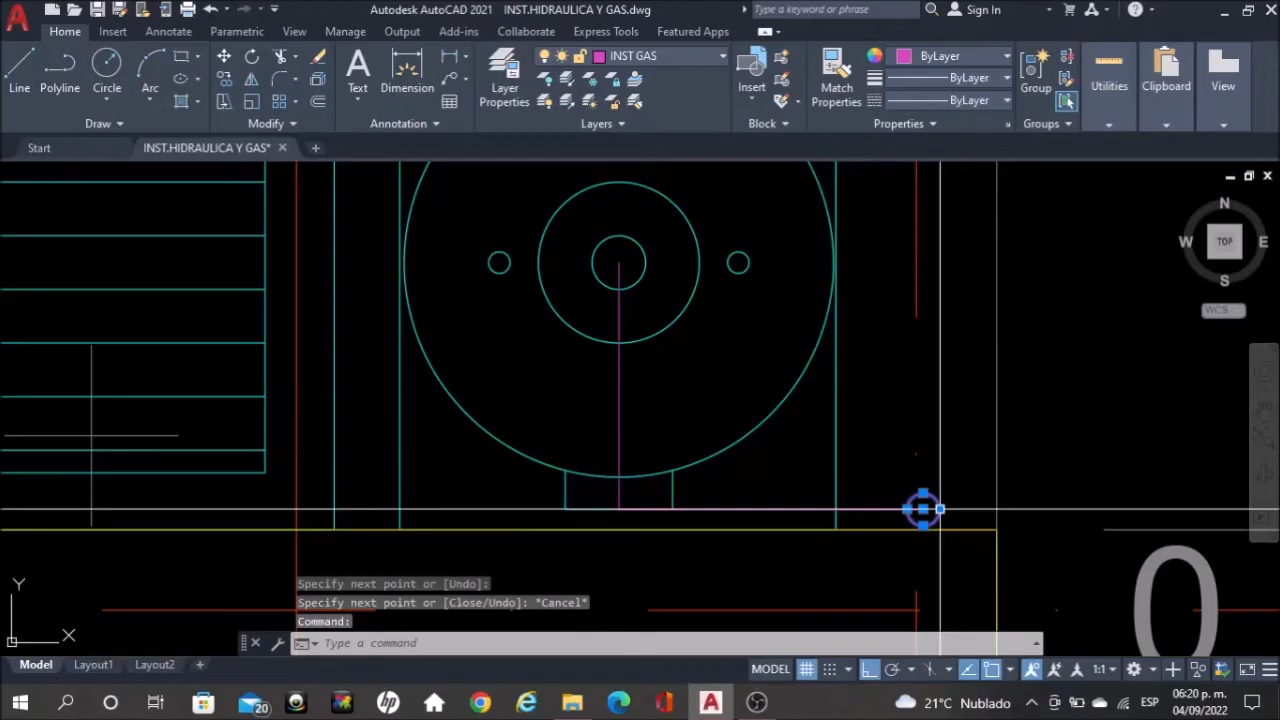 Autodesk AutoCAD 2021 INST.HIDRAULICA Y GAS.dwg
Type a keyword or phrase
Sign In
Home Insert Annotate Parametric View Manage Output Add-ins Collaborate Express Tools Featured Apps
Line Polyline Circle Arc
Text Dimension
Layer Properties
INST GAS
Insert
Match Properties
ByLayer
ByLayer
ByLayer
Group
Utilities
Clipboard
View
Draw Modify Annotation Layers Block Properties Groups
Start INST.HIDRAULICA Y GAS*
N
W TOP E
S
WCS
Specify next point or [Undo]:
Specify next point or [Close/Undo]: *Cancel*
Command:
Y
X
0
Type a command
Model Layout1 Layout2
MODEL 1:1
20
A
21°C Nublado
ESP
06:20 p. m.
04/09/2022